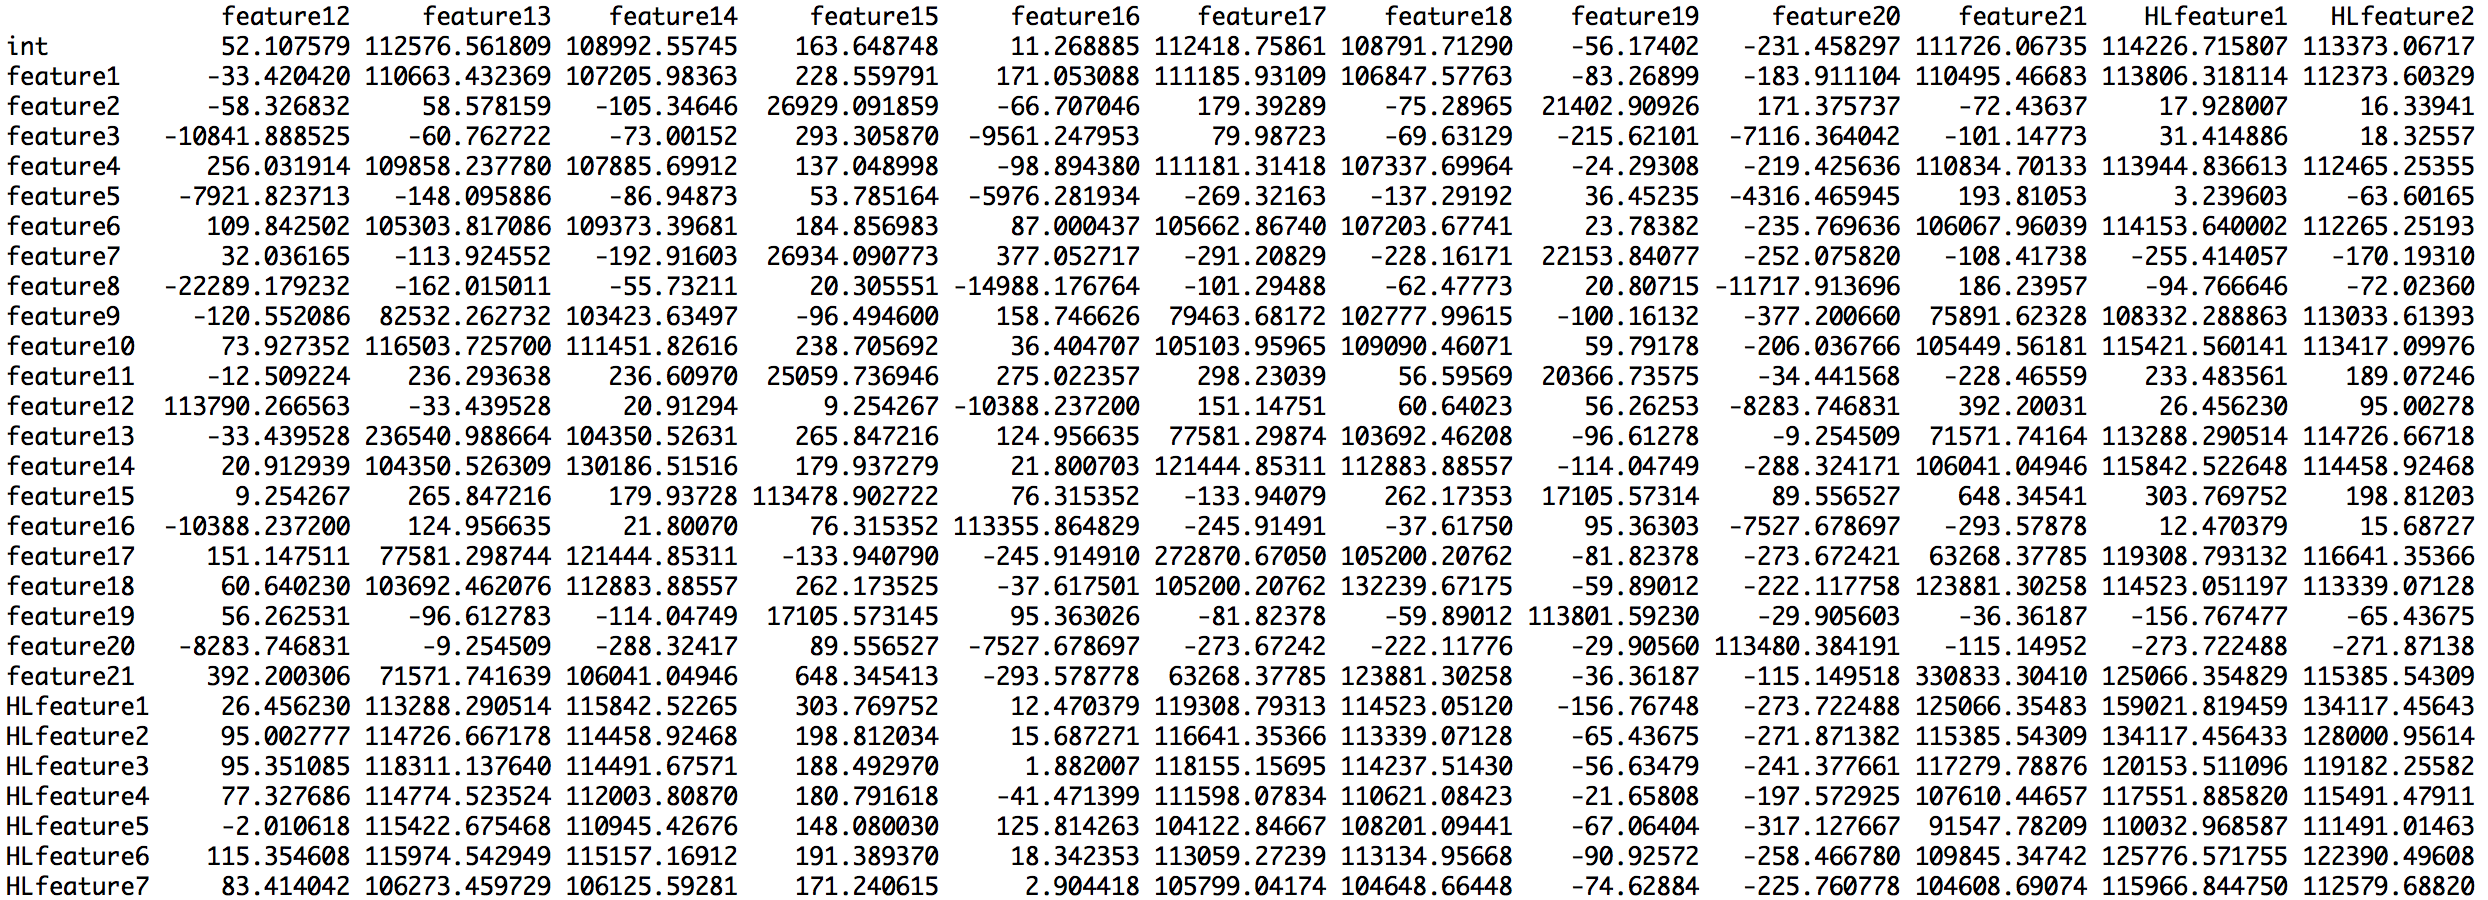 feature12 feature13 feature14 feature15 feature16 feature17 feature18 feature19 feature20 feature21 HLfeature1 HLfeature2
int 52.107579 112576.561809 108992.55745 163.648748 11.268885 112418.75861 108791.71290 -56.17402 -231.458297 111726.06735 114226.715807 113373.06717
feature1 -33.420420 110663.432369 107205.98363 228.559791 171.053088 111185.93109 106847.57763 -83.26899 -183.911104 110495.46683 113806.318114 112373.60329
feature2 -58.326832 58.578159 -105.34646 26929.091859 -66.707046 179.39289 -75.28965 21402.90926 171.375737 -72.43637 17.928007 16.33941
feature3 -10841.888525 -60.762722 -73.00152 293.305870 -9561.247953 79.98723 -69.63129 -215.62101 -7116.364042 -101.14773 31.414886 18.32557
feature4 256.031914 109858.237780 107885.69912 137.048998 -98.894380 111181.31418 107337.69964 -24.29308 -219.425636 110834.70133 113944.836613 112465.25355
feature5 -7921.823713 -148.095886 -86.94873 53.785164 -5976.281934 -269.32163 -137.29192 36.45235 -4316.465945 193.81053 3.239603 -63.60165
feature6 109.842502 105303.817086 109373.39681 184.856983 87.000437 105662.86740 107203.67741 23.78382 -235.769636 106067.96039 114153.640002 112265.25193
feature7 32.036165 -113.924552 -192.91603 26934.090773 377.052717 -291.20829 -228.16171 22153.84077 -252.075820 -108.41738 -255.414057 -170.19310
feature8 -22289.179232 -162.015011 -55.73211 20.305551 -14988.176764 -101.29488 -62.47773 20.80715 -11717.913696 186.23957 -94.766646 -72.02360
feature9 -120.552086 82532.262732 103423.63497 -96.494600 158.746626 79463.68172 102777.99615 -100.16132 -377.200660 75891.62328 108332.288863 113033.61393
feature10 73.927352 116503.725700 111451.82616 238.705692 36.404707 105103.95965 109090.46071 59.79178 -206.036766 105449.56181 115421.560141 113417.09976
feature11 -12.509224 236.293638 236.60970 25059.736946 275.022357 298.23039 56.59569 20366.73575 -34.441568 -228.46559 233.483561 189.07246
feature12 113790.266563 -33.439528 20.91294 9.254267 -10388.237200 151.14751 60.64023 56.26253 -8283.746831 392.20031 26.456230 95.00278
feature13 -33.439528 236540.988664 104350.52631 265.847216 124.956635 77581.29874 103692.46208 -96.61278 -9.254509 71571.74164 113288.290514 114726.66718
feature14 20.912939 104350.526309 130186.51516 179.937279 21.800703 121444.85311 112883.88557 -114.04749 -288.324171 106041.04946 115842.522648 114458.92468
feature15 9.254267 265.847216 179.93728 113478.902722 76.315352 -133.94079 262.17353 17105.57314 89.556527 648.34541 303.769752 198.81203
feature16 -10388.237200 124.956635 21.80070 76.315352 113355.864829 -245.91491 -37.61750 95.36303 -7527.678697 -293.57878 12.470379 15.68727
feature17 151.147511 77581.298744 121444.85311 -133.940790 -245.914910 272870.67050 105200.20762 -81.82378 -273.672421 63268.37785 119308.793132 116641.35366
feature18 60.640230 103692.462076 112883.88557 262.173525 -37.617501 105200.20762 132239.67175 -59.89012 -222.117758 123881.30258 114523.051197 113339.07128
feature19 56.262531 -96.612783 -114.04749 17105.573145 95.363026 -81.82378 -59.89012 113801.59230 -29.905603 -36.36187 -156.767477 -65.43675
feature20 -8283.746831 -9.254509 -288.32417 89.556527 -7527.678697 -273.67242 -222.11776 -29.90560 113480.384191 -115.14952 -273.722488 -271.87138
feature21 392.200306 71571.741639 106041.04946 648.345413 -293.578778 63268.37785 123881.30258 -36.36187 -115.149518 330833.30410 125066.354829 115385.54309
HLfeature1 26.456230 113288.290514 115842.52265 303.769752 12.470379 119308.79313 114523.05120 -156.76748 -273.722488 125066.35483 159021.819459 134117.45643
HLfeature2 95.002777 114726.667178 114458.92468 198.812034 15.687271 116641.35366 113339.07128 -65.43675 -271.871382 115385.54309 134117.456433 128000.95614
HLfeature3 95.351085 118311.137640 114491.67571 188.492970 1.882007 118155.15695 114237.51430 -56.63479 -241.377661 117279.78876 120153.511096 119182.25582
HLfeature4 77.327686 114774.523524 112003.80870 180.791618 -41.471399 111598.07834 110621.08423 -21.65808 -197.572925 107610.44657 117551.885820 115491.47911
HLfeature5 -2.010618 115422.675468 110945.42676 148.080030 125.814263 104122.84667 108201.09441 -67.06404 -317.127667 91547.78209 110032.968587 111491.01463
HLfeature6 115.354608 115974.542949 115157.16912 191.389370 18.342353 113059.27239 113134.95668 -90.92572 -258.466780 109845.34742 125776.571755 122390.49608
HLfeature7 83.414042 106273.459729 106125.59281 171.240615 2.904418 105799.04174 104648.66448 -74.62884 -225.760778 104608.69074 115966.844750 112579.68820